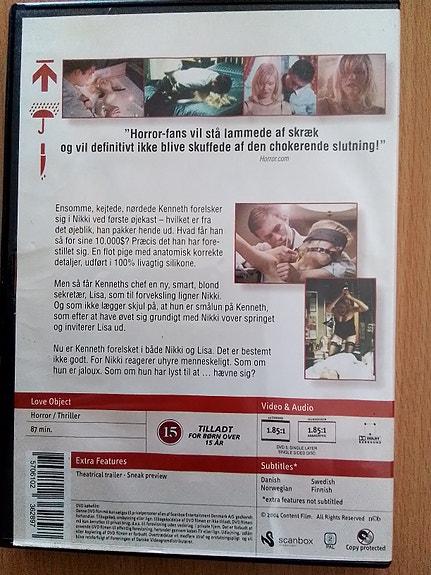 "Horror-fans vil stå lammede af skræk
og vil definitivt ikke blive skuffede af den chokerende slutning!"
Horror.com
Ensomme, kejtede, nørdede Kenneth forelsker
sig i Nikki ved første øjekast – hvilket er fra
det øjeblik, han pakker hende ud. Hvad får han
så for sine 10.000$? Præcis det han har fore-
stillet sig. En flot pige med anatomisk korrekte
detaljer, udført i 100% livagtig silikone.
Men så får Kenneths chef en ny, smart, blond
sekretær, Lisa, som til forveksling ligner Nikki.
Og som ikke lægger skjul på, at hun er smålun på Kenneth,
som efter at have øvet sig grundigt med Nikki vover springet
og inviterer Lisa ud.
Nu er Kenneth forelsket i både Nikki og Lisa. Det er bestemt
ikke godt. For Nikki reagerer uhyre menneskeligt. Som om
hun er jaloux. Som om hun har lyst til at ... hævne sig?
Love Object
Horror / Thriller
87 min.
15
TILLADT
FOR BØRN OVER
15 ÅR
Video & Audio
1.85:1
1.85:1
DVD 5: SINGLE LAYER
SINGLE SIDED DISC
DOLBY
Extra Features
Theatrical trailer - Sneak preview
Subtitles*
Danish Swedish
Norwegian Finnish
*extra features not subtitled
© 2004 Content Film. All Rights Reserved
scanbox
PAL
Copy protected